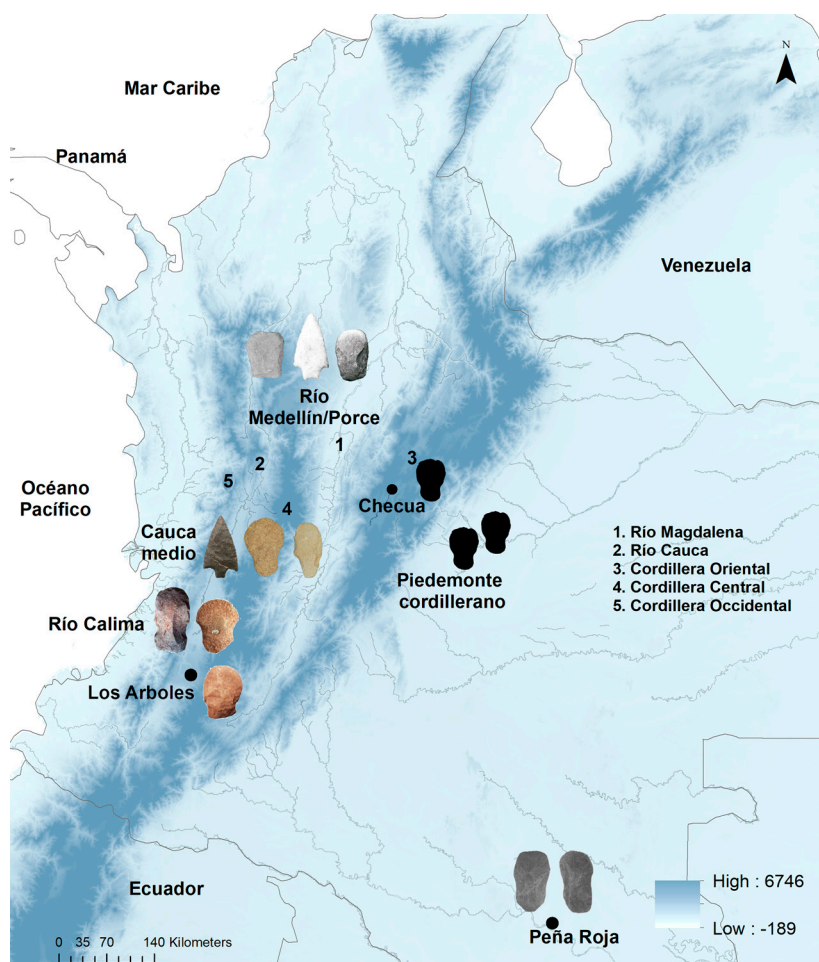 N
Mar Caribe
Panamá
Venezuela
Río
Medellín/Porce
1
2
3
5
Océano
Pacífico
4
Checua
Cauca
medio
Piedemonte
cordillerano
1. Río Magdalena
2. Río Cauca
3. Cordillera Oriental
4. Cordillera Central
5. Cordillera Occidental
Río Calima
Los Arboles
Ecuador
High : 6746
Low : -189
Peña Roja
0 35 70 140 Kilometers